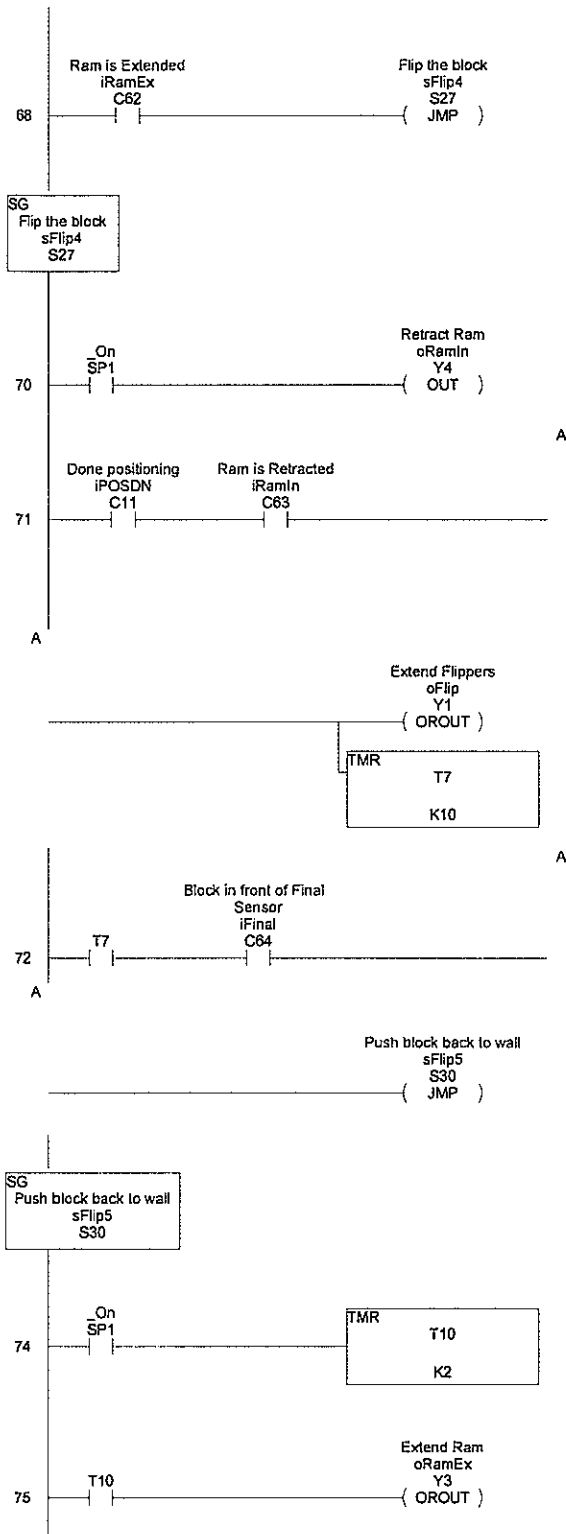 Ram is Extended
iRamEx
C62
Flip the block
sFlip4
S27
68
( JMP )
SG
Flip the block
sFlip4
S27
_On
SP1
Retract Ram
oRamIn
Y4
70
( OUT )
A
Done positioning
iPOSDN
C11
Ram is Retracted
iRamIn
C63
71
A
Extend Flippers
oFlip
Y1
( OROUT )
TMR
T7
K10
A
Block in front of Final
Sensor
iFinal
C64
T7
72
A
Push block back to wall
sFlip5
S30
( JMP )
SG
Push block back to wall
sFlip5
S30
_On
SP1
74
TMR
T10
K2
Extend Ram
oRamEx
Y3
T10
75
( OROUT )